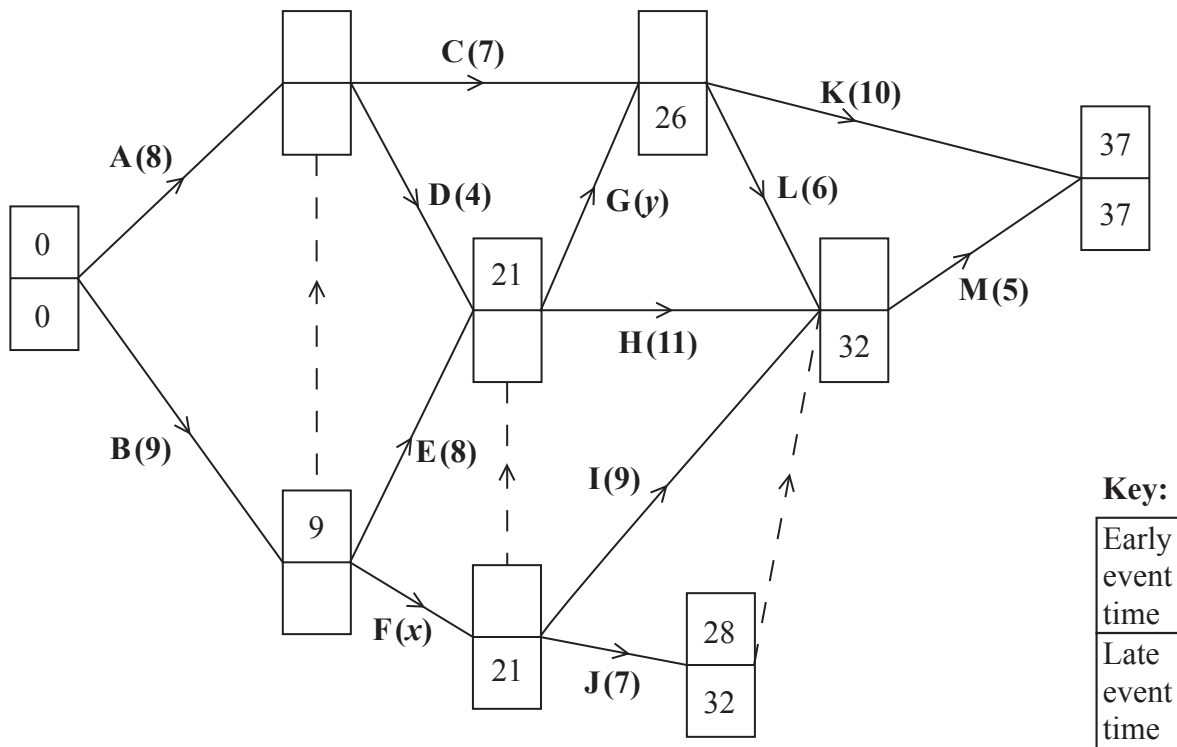 C(7)
26
K(10)
37
37
A(8)
D(4)
G(y)
L(6)
0
0
21
H(11)
32
M(5)
B(9)
9
E(8)
I(9)
F(x)
21
J(7)
28
32
Key:
Early
event
time
Late
event
time